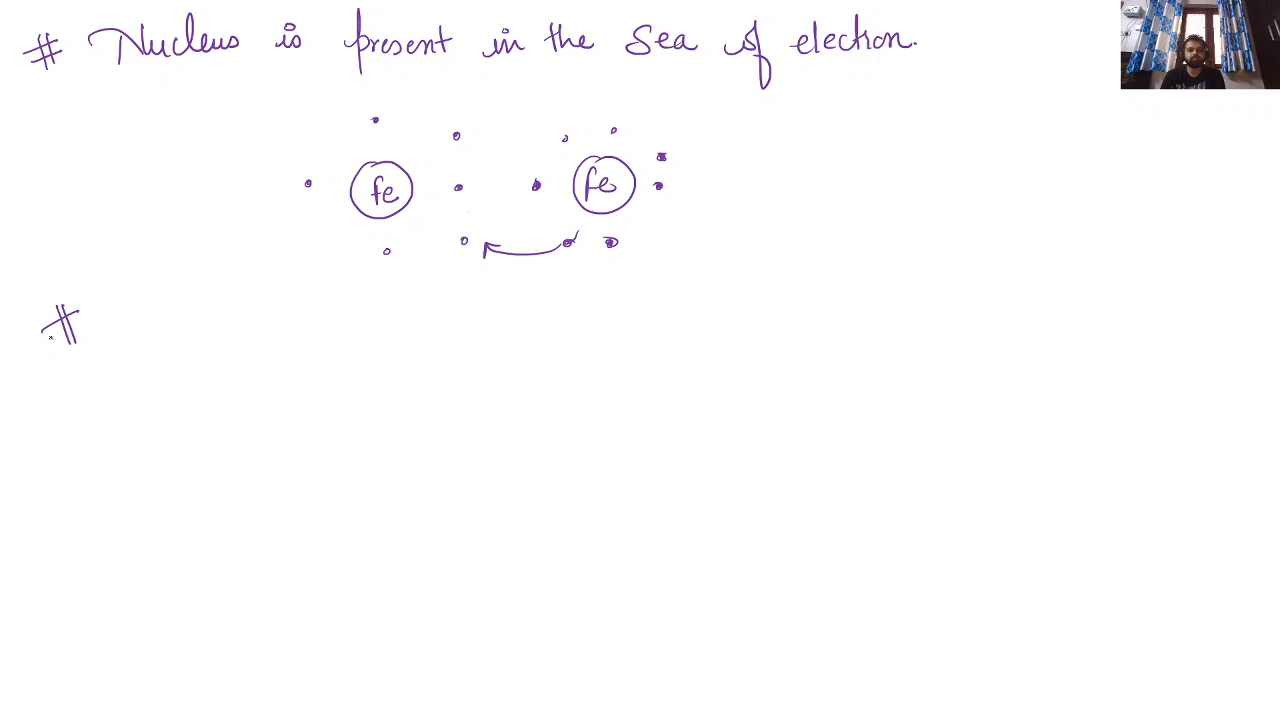 # Nucleus is present in the Sea of election.
fe fe
#